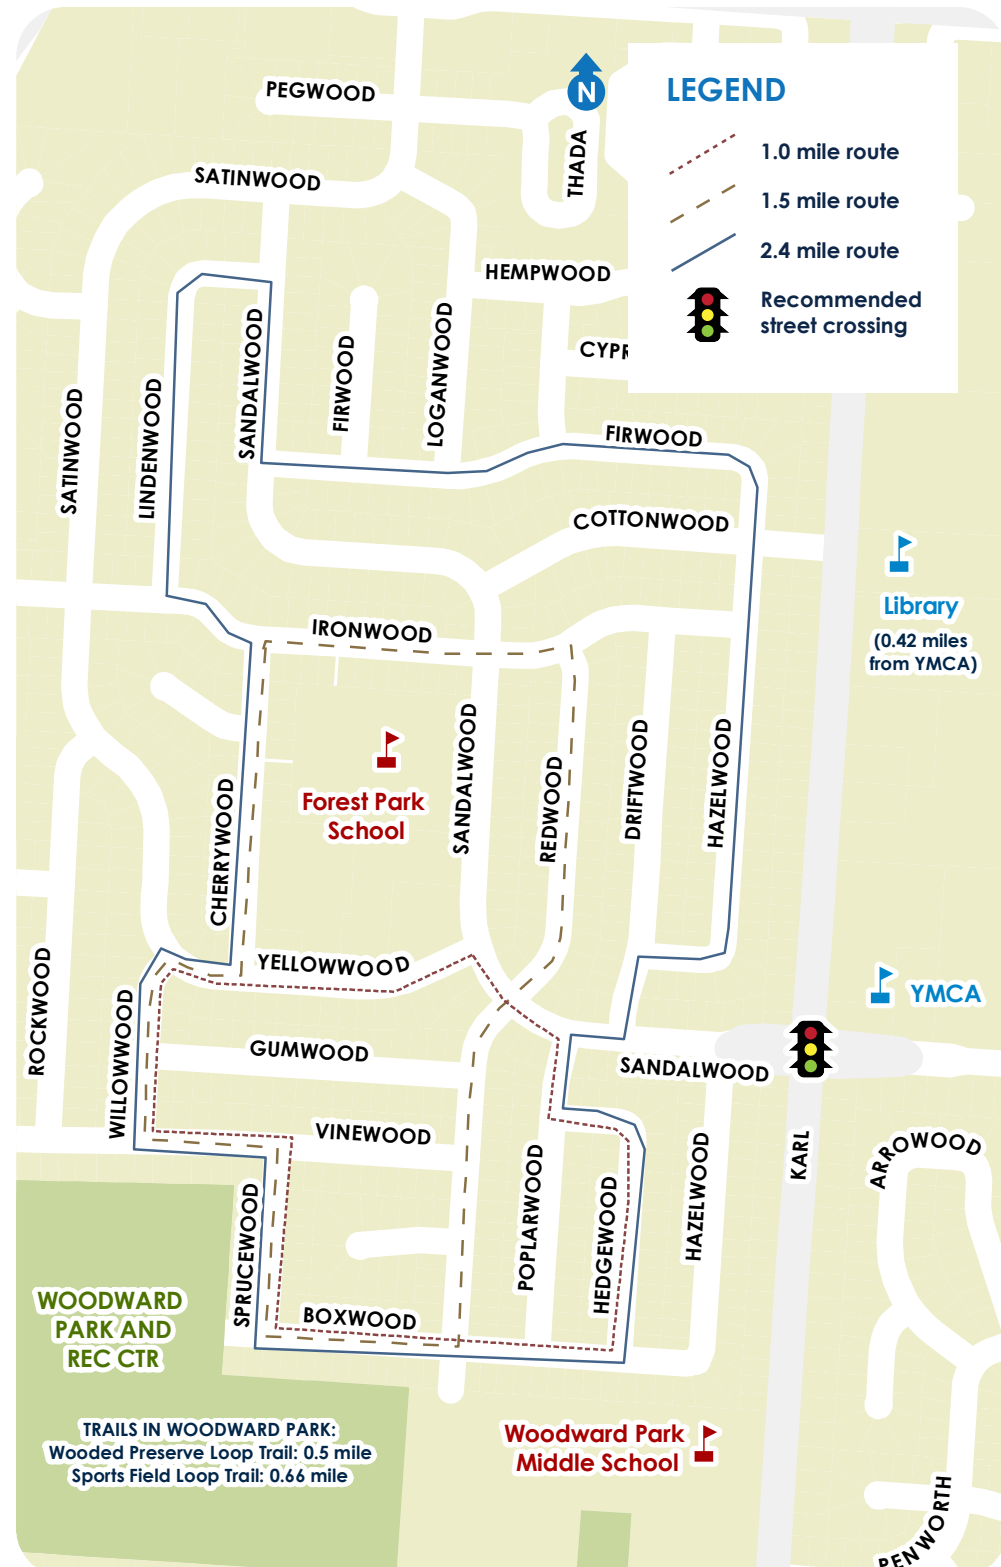 PEGWOOD
N
THADA
LEGEND
1.0 mile route
1.5 mile route
2.4 mile route
Recommended
street crossing
SATINWOOD
HEMPWOOD
CYPR
SANDALWOOD
FIRWOOD
LOGANWOOD
FIRWOOD
SATINWOOD
LINDENWOOD
COTTONWOOD
Library
(0.42 miles
from YMCA)
IRONWOOD
SANDALWOOD
REDWOOD
DRIFTWOOD
HAZELWOOD
Forest Park
School
CHERRYWOOD
YELLOWWOOD
YMCA
ROCKWOOD
WILLOWWOOD
GUMWOOD
SANDALWOOD
VINEWOOD
KARL
ARROWOOD
SPRUCEWOOD
POPLARWOOD
HEDGEWOOD
HAZELWOOD
BOXWOOD
WOODWARD
PARK AND
REC CTR
TRAILS IN WOODWARD PARK:
Wooded Preserve Loop Trail: 0.5 mile
Sports Field Loop Trail: 0.66 mile
Woodward Park
Middle School
PENWORTH